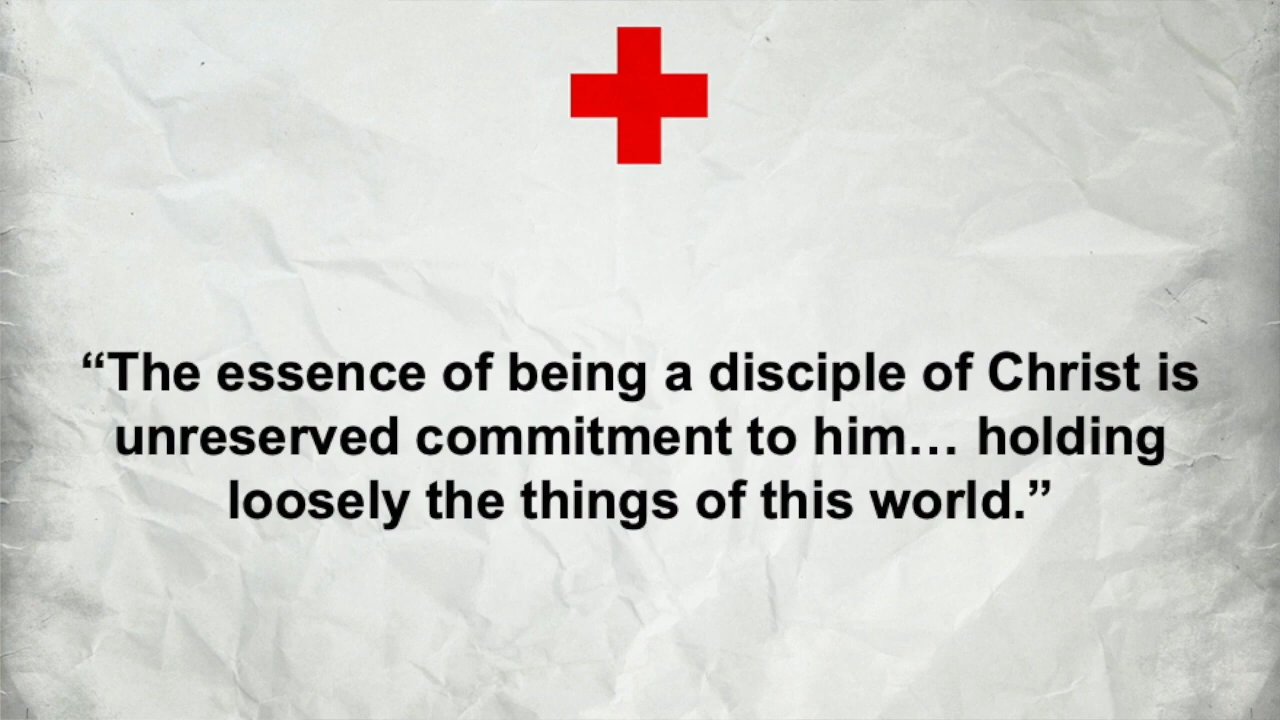 “The essence of being a disciple of Christ is
unreserved commitment to him… holding
loosely the things of this world.”